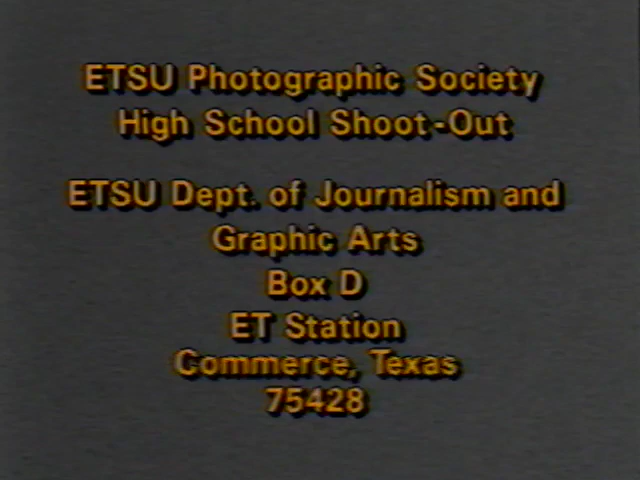 ETSU Photographic Society
High School Shoot-Out
ETSU Dept. of Journalism and
Graphic Arts
Box D
ET Station
Commerce, Texas
75428